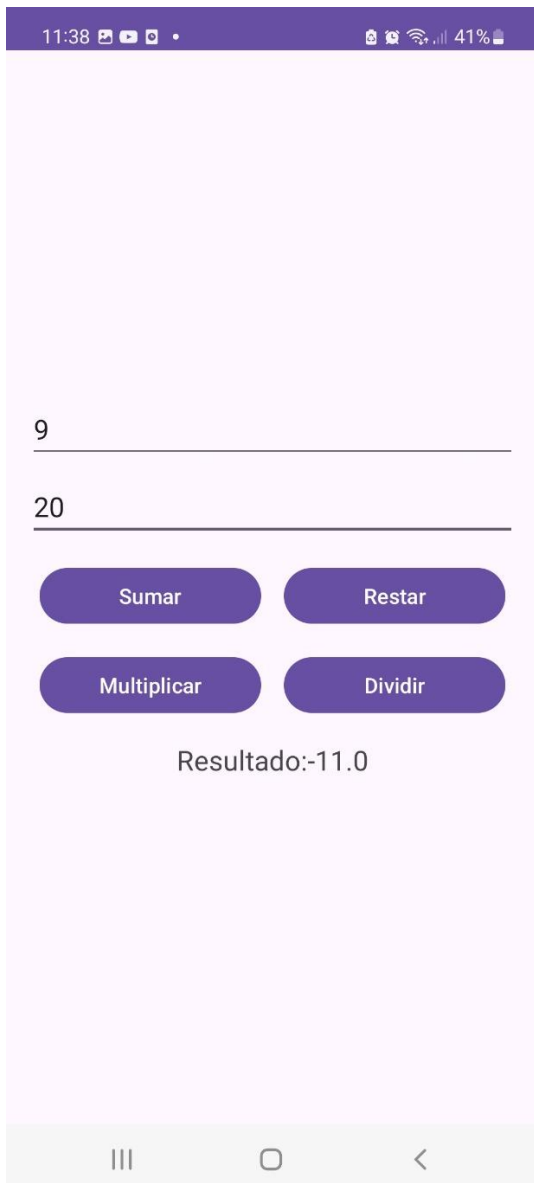 11:38 41%
9
20
Sumar Restar
Multiplicar Dividir
Resultado:-11.0